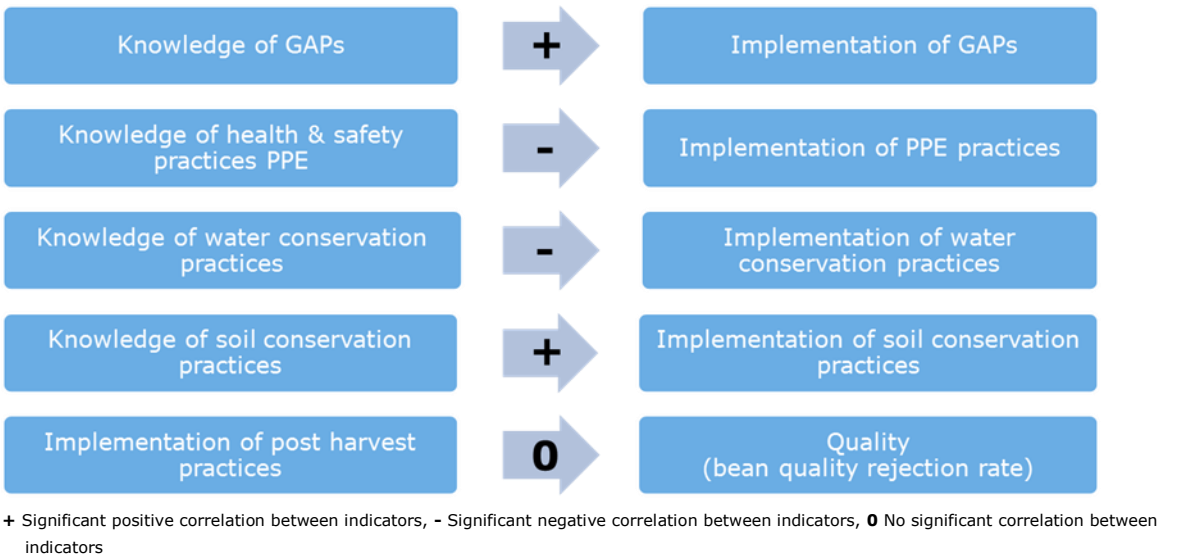 Knowledge of GAPs
+
Implementation of GAPs
Knowledge of health & safety
practices PPE
-
Implementation of PPE practices
Knowledge of water conservation
practices
-
Implementation of water
conservation practices
Knowledge of soil conservation
practices
+
Implementation of soil conservation
practices
Implementation of post harvest
practices
0
Quality
(bean quality rejection rate)
+ Significant positive correlation between indicators, - Significant negative correlation between indicators, 0 No significant correlation between
indicators